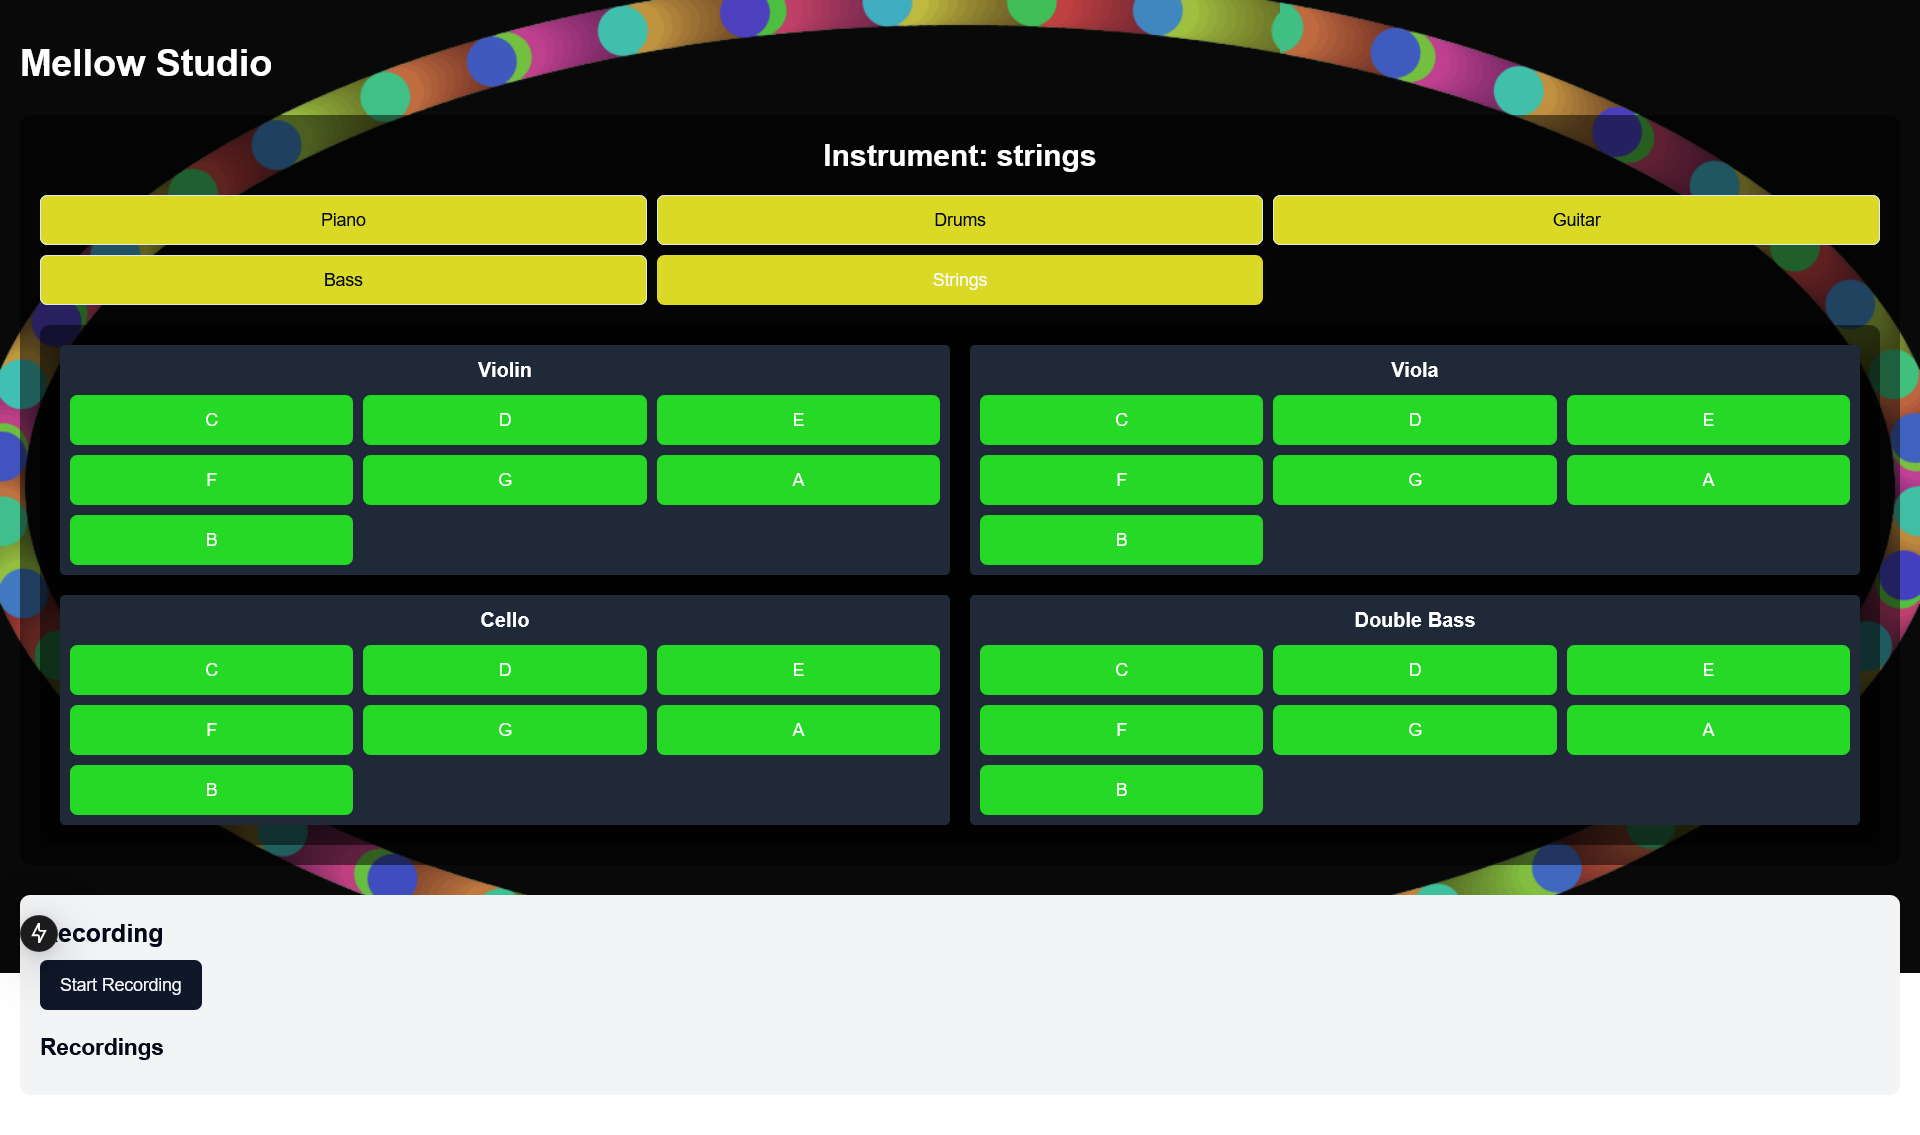 Mellow Studio
Instrument: strings
Piano
Drums
Guitar
Bass
Strings
Violin
C
D
E
F
G
A
B
Viola
C
D
E
F
G
A
B
Cello
C
D
E
F
G
A
B
Double Bass
C
D
E
F
G
A
B
ecording
Start Recording
Recordings